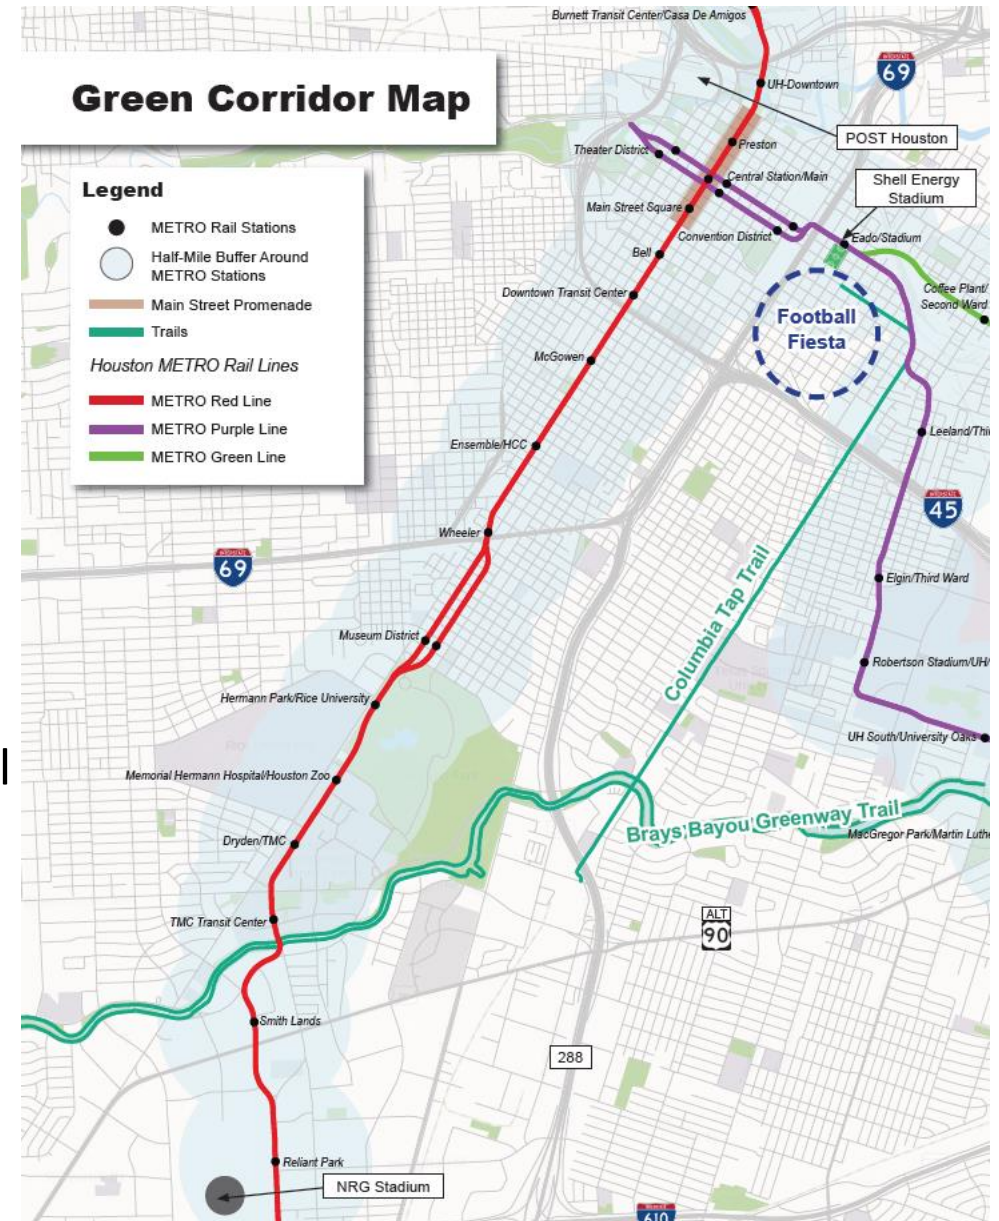 Burnett Transit Center/Casa De Amigos
INTERSTATE
69
Green Corridor Map
UH-Downtown
POST Houston
Preston
Theater District
Central Station/Main
Shell Energy
Stadium
Legend
METRO Rail Stations
Half-Mile Buffer Around
METRO Stations
Main Street Promenade
Trails
Houston METRO Rail Lines
METRO Red Line
METRO Purple Line
METRO Green Line
Main Street Square
Convention District
Eado/Stadium
Bell
Downtown Transit Center
Coffee Plant/
Second Ward
Football
Fiesta
McGowen
Ensemble/HCC
Leeland/Thi
INTERSTATE
45
Wheeler
INTERSTATE
69
Elgin/Third Ward
Columbia Tap Trail
Museum District
Robertson Stadium/UH/
Hermann Park/Rice University
UH South/University Oaks
Memorial Hermann Hospital/Houston Zoo
Brays Bayou Greenway Trail
MacGregor Park/Martin Luthe
Dryden/TMC
TMC Transit Center
ALT
90
Smith Lands
288
Reliant Park
NRG Stadium
610